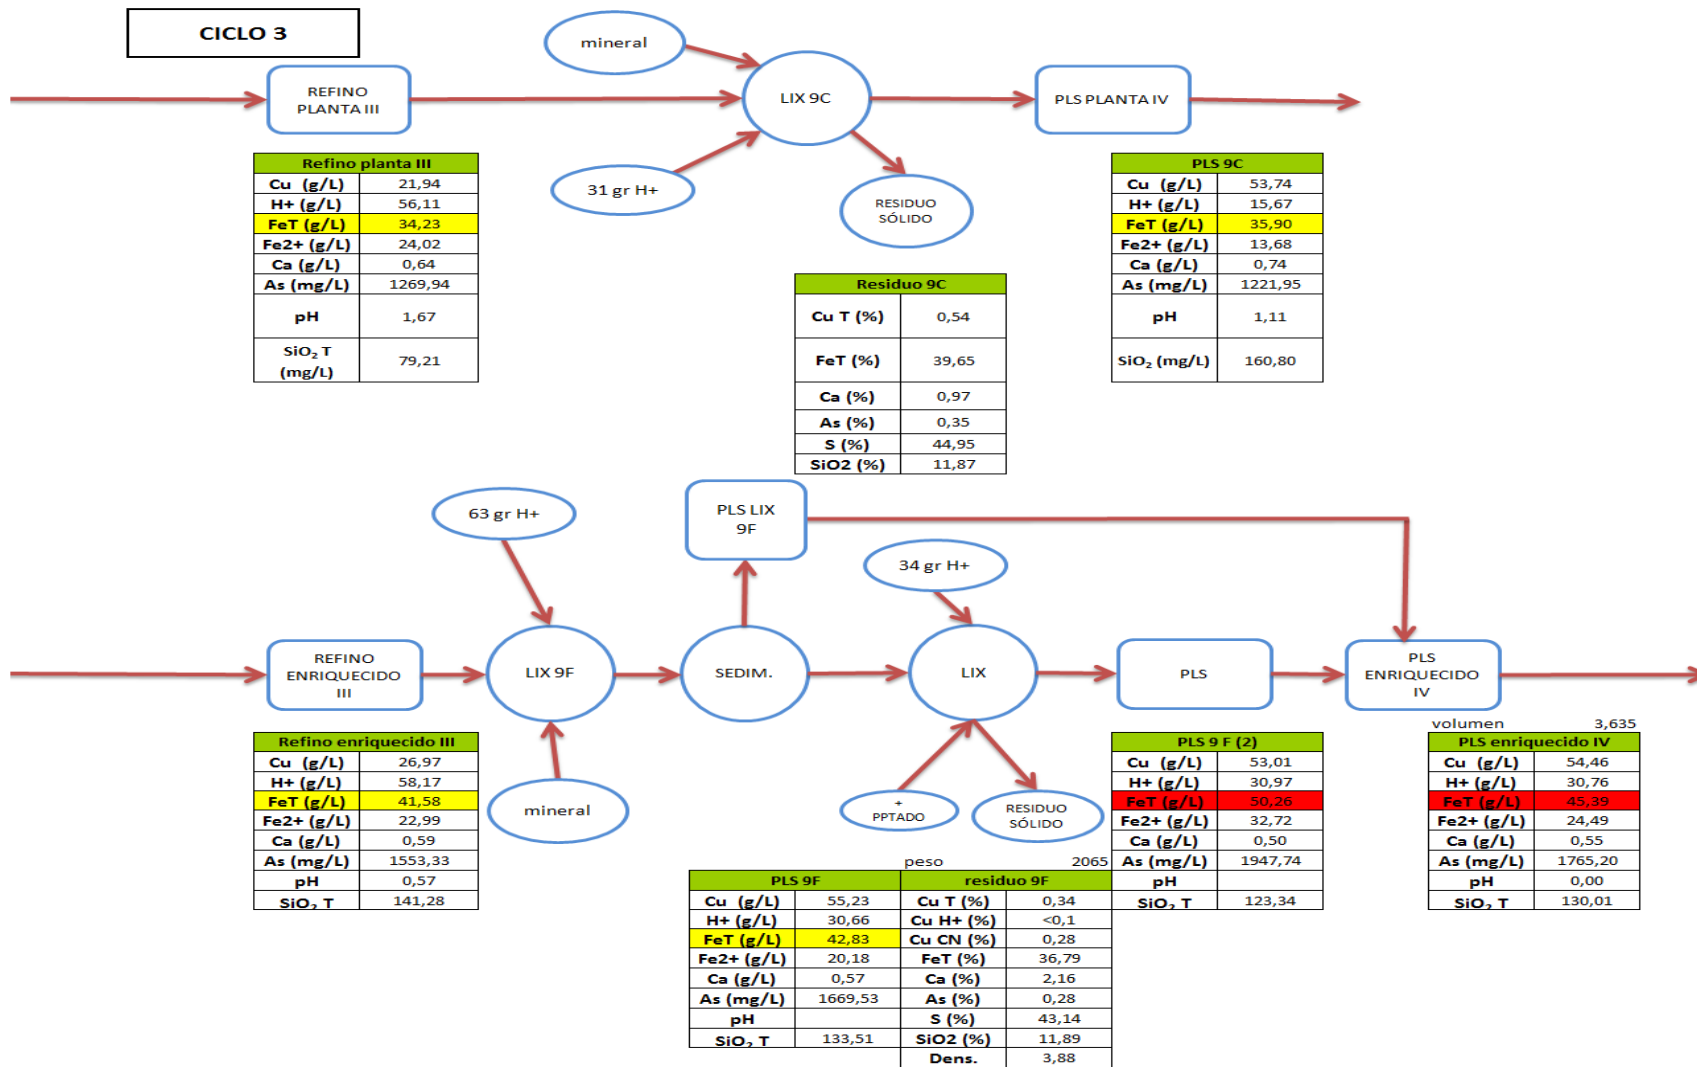 CICLO 3
mineral
REFINO
PLANTA III
LIX 9C
PLS PLANTA IV
31 gr H+
RESIDUO
SÓLIDO
Refino planta III
Cu (g/L) 21,94
H+ (g/L) 56,11
FeT (g/L) 34,23
Fe2+ (g/L) 24,02
Ca (g/L) 0,64
As (mg/L) 1269,94
pH 1,67
SiO₂ T
(mg/L) 79,21
PLS 9C
Cu (g/L) 53,74
H+ (g/L) 15,67
FeT (g/L) 35,90
Fe2+ (g/L) 13,68
Ca (g/L) 0,74
As (mg/L) 1221,95
pH 1,11
SiO₂ (mg/L) 160,80
Residuo 9C
Cu T (%) 0,54
FeT (%) 39,65
Ca (%) 0,97
As (%) 0,35
S (%) 44,95
SiO2 (%) 11,87
63 gr H+
PLS LIX
9F
34 gr H+
REFINO
ENRIQUECIDO
III
LIX 9F
SEDIM.
LIX
PLS
PLS
ENRIQUECIDO
IV
mineral
+
PPTADO
RESIDUO
SÓLIDO
Refino enriquecido III
Cu (g/L) 26,97
H+ (g/L) 58,17
FeT (g/L) 41,58
Fe2+ (g/L) 22,99
Ca (g/L) 0,59
As (mg/L) 1553,33
pH 0,57
SiO₂ T 141,28
PLS 9F
Cu (g/L) 55,23
H+ (g/L) 30,66
FeT (g/L) 42,83
Fe2+ (g/L) 20,18
Ca (g/L) 0,57
As (mg/L) 1669,53
pH
SiO₂ T 133,51
peso 2065
residuo 9F
Cu T (%) 0,34
Cu H+ (%) <0,1
Cu CN (%) 0,28
FeT (%) 36,79
Ca (%) 2,16
As (%) 0,28
S (%) 43,14
SiO2 (%) 11,89
Dens. 3,88
PLS 9 F (2)
Cu (g/L) 53,01
H+ (g/L) 30,97
FeT (g/L) 50,26
Fe2+ (g/L) 32,72
Ca (g/L) 0,50
As (mg/L) 1947,74
pH
SiO₂ T 123,34
volumen 3,635
PLS enriquecido IV
Cu (g/L) 54,46
H+ (g/L) 30,76
FeT (g/L) 45,39
Fe2+ (g/L) 24,49
Ca (g/L) 0,55
As (mg/L) 1765,20
pH 0,00
SiO₂ T 130,01